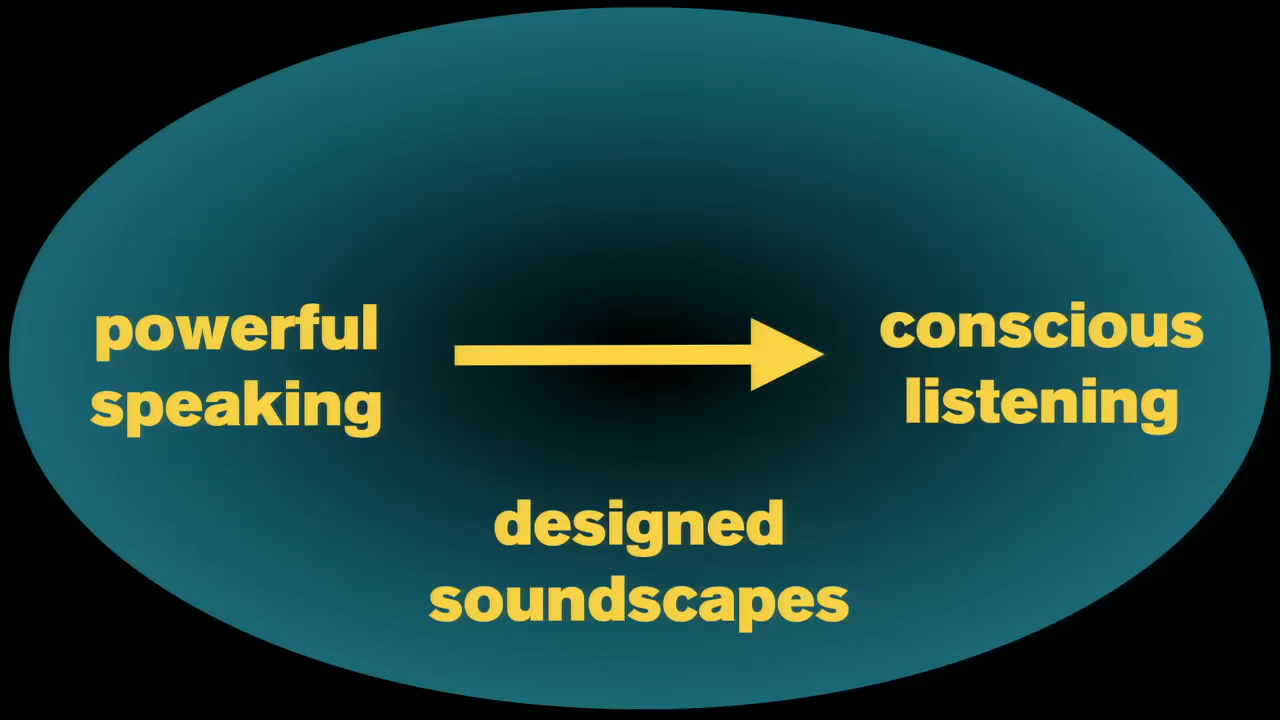 powerful
speaking
conscious
listening
designed
soundscapes